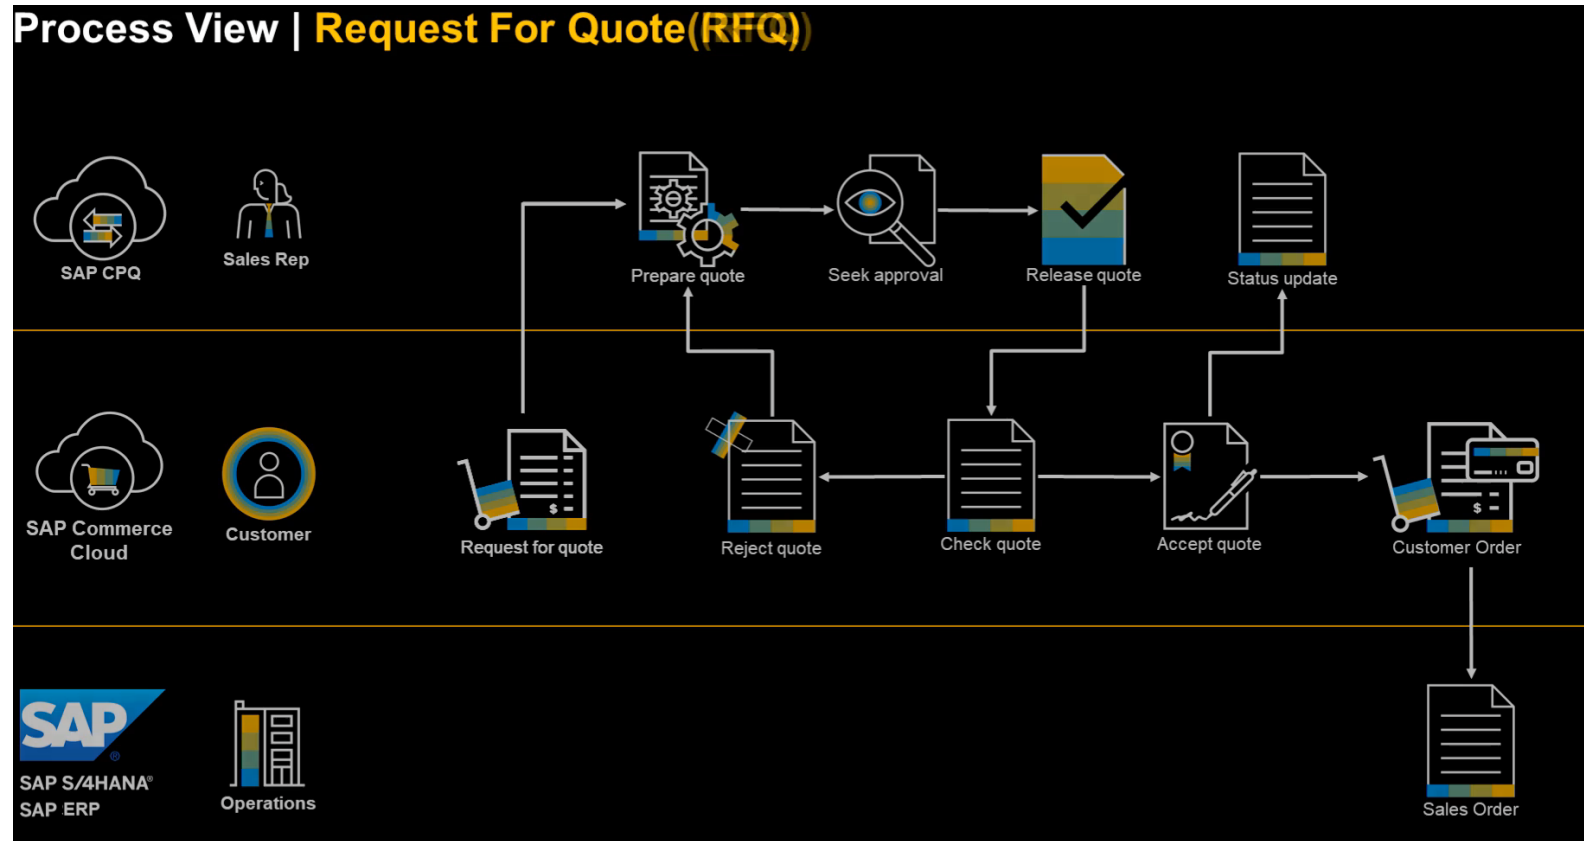 Process View | Request For Quote(RFQ)
SAP CPQ
Sales Rep
Prepare quote
Seek approval
Release quote
Status update
SAP Commerce
Cloud
Customer
Request for quote
$
Reject quote
Check quote
Accept quote
Customer Order
$
SAP
®
SAP S/4HANA®
SAP ERP
Operations
Sales Order